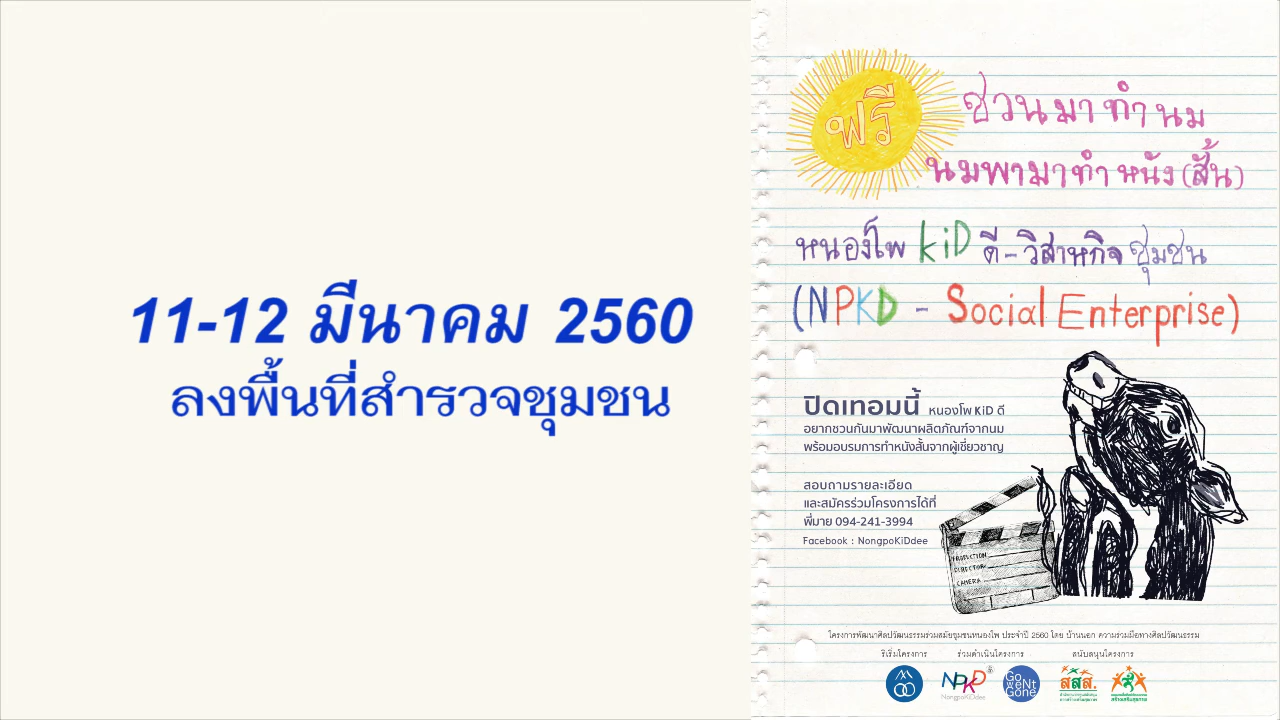 11-12 มีนาคม 2560
ลงพื้นที่สำรวจชุมชน
ฟรี
ชวนมาทำนม
นมพามาทำหนัง(สั้น)
หนองโพ kiD ดี-วิสาหกิจชุมชน
(NPKD - Social Enterprise)
ปิดเทอมนี้ หนองโพ KiD ดี
อยากชวนกันมาพัฒนาผลิตภัณฑ์จากนม
พร้อมอบรมการทำหนังสั้นจากผู้เชี่ยวชาญ
สอบถามรายละเอียด
และสมัครร่วมโครงการได้ที่
พี่มาย 094-241-3994
Facebook : NongpoKiDdee
PRODUCTION
DIRECTOR
CAMERA
โครงการพัฒนาศิลปวัฒนธรรมร่วมสมัยชุมชนหนองโพ ประจำปี 2560 โดย บ้านนอก ความร่วมมือทางศิลปวัฒนธรรม
ริเริ่มโครงการ ร่วมดำเนินโครงการ สนับสนุนโครงการ
NPKD
NongpoKiDdee
Go
WoNt
Gone
สสส.